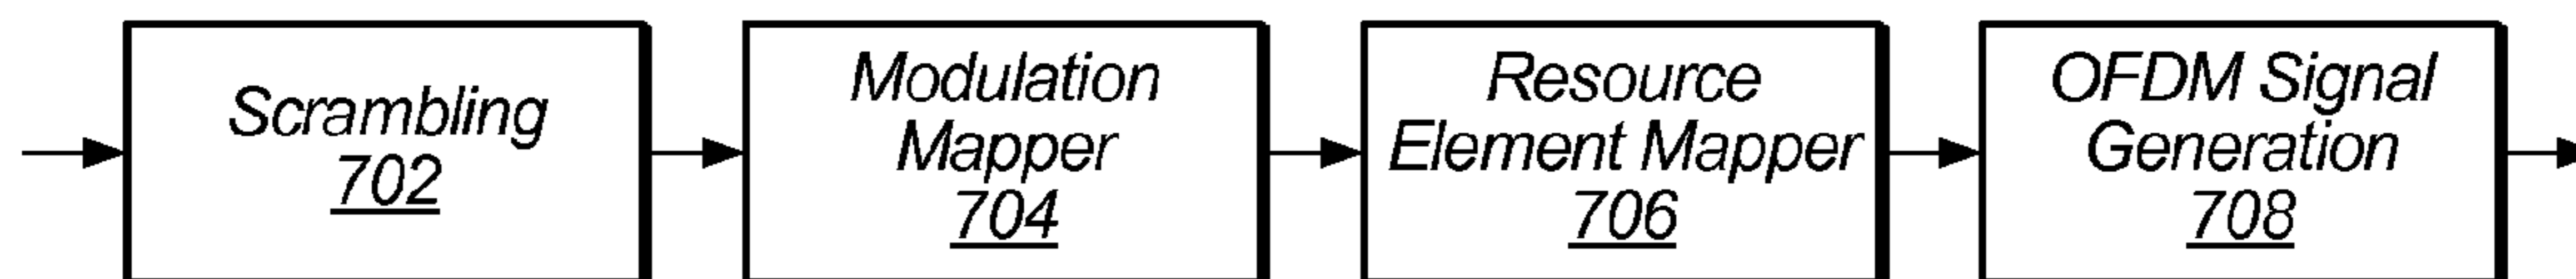 Scrambling
702
Modulation
Mapper
704
Resource
Element Mapper
706
OFDM Signal
Generation
708